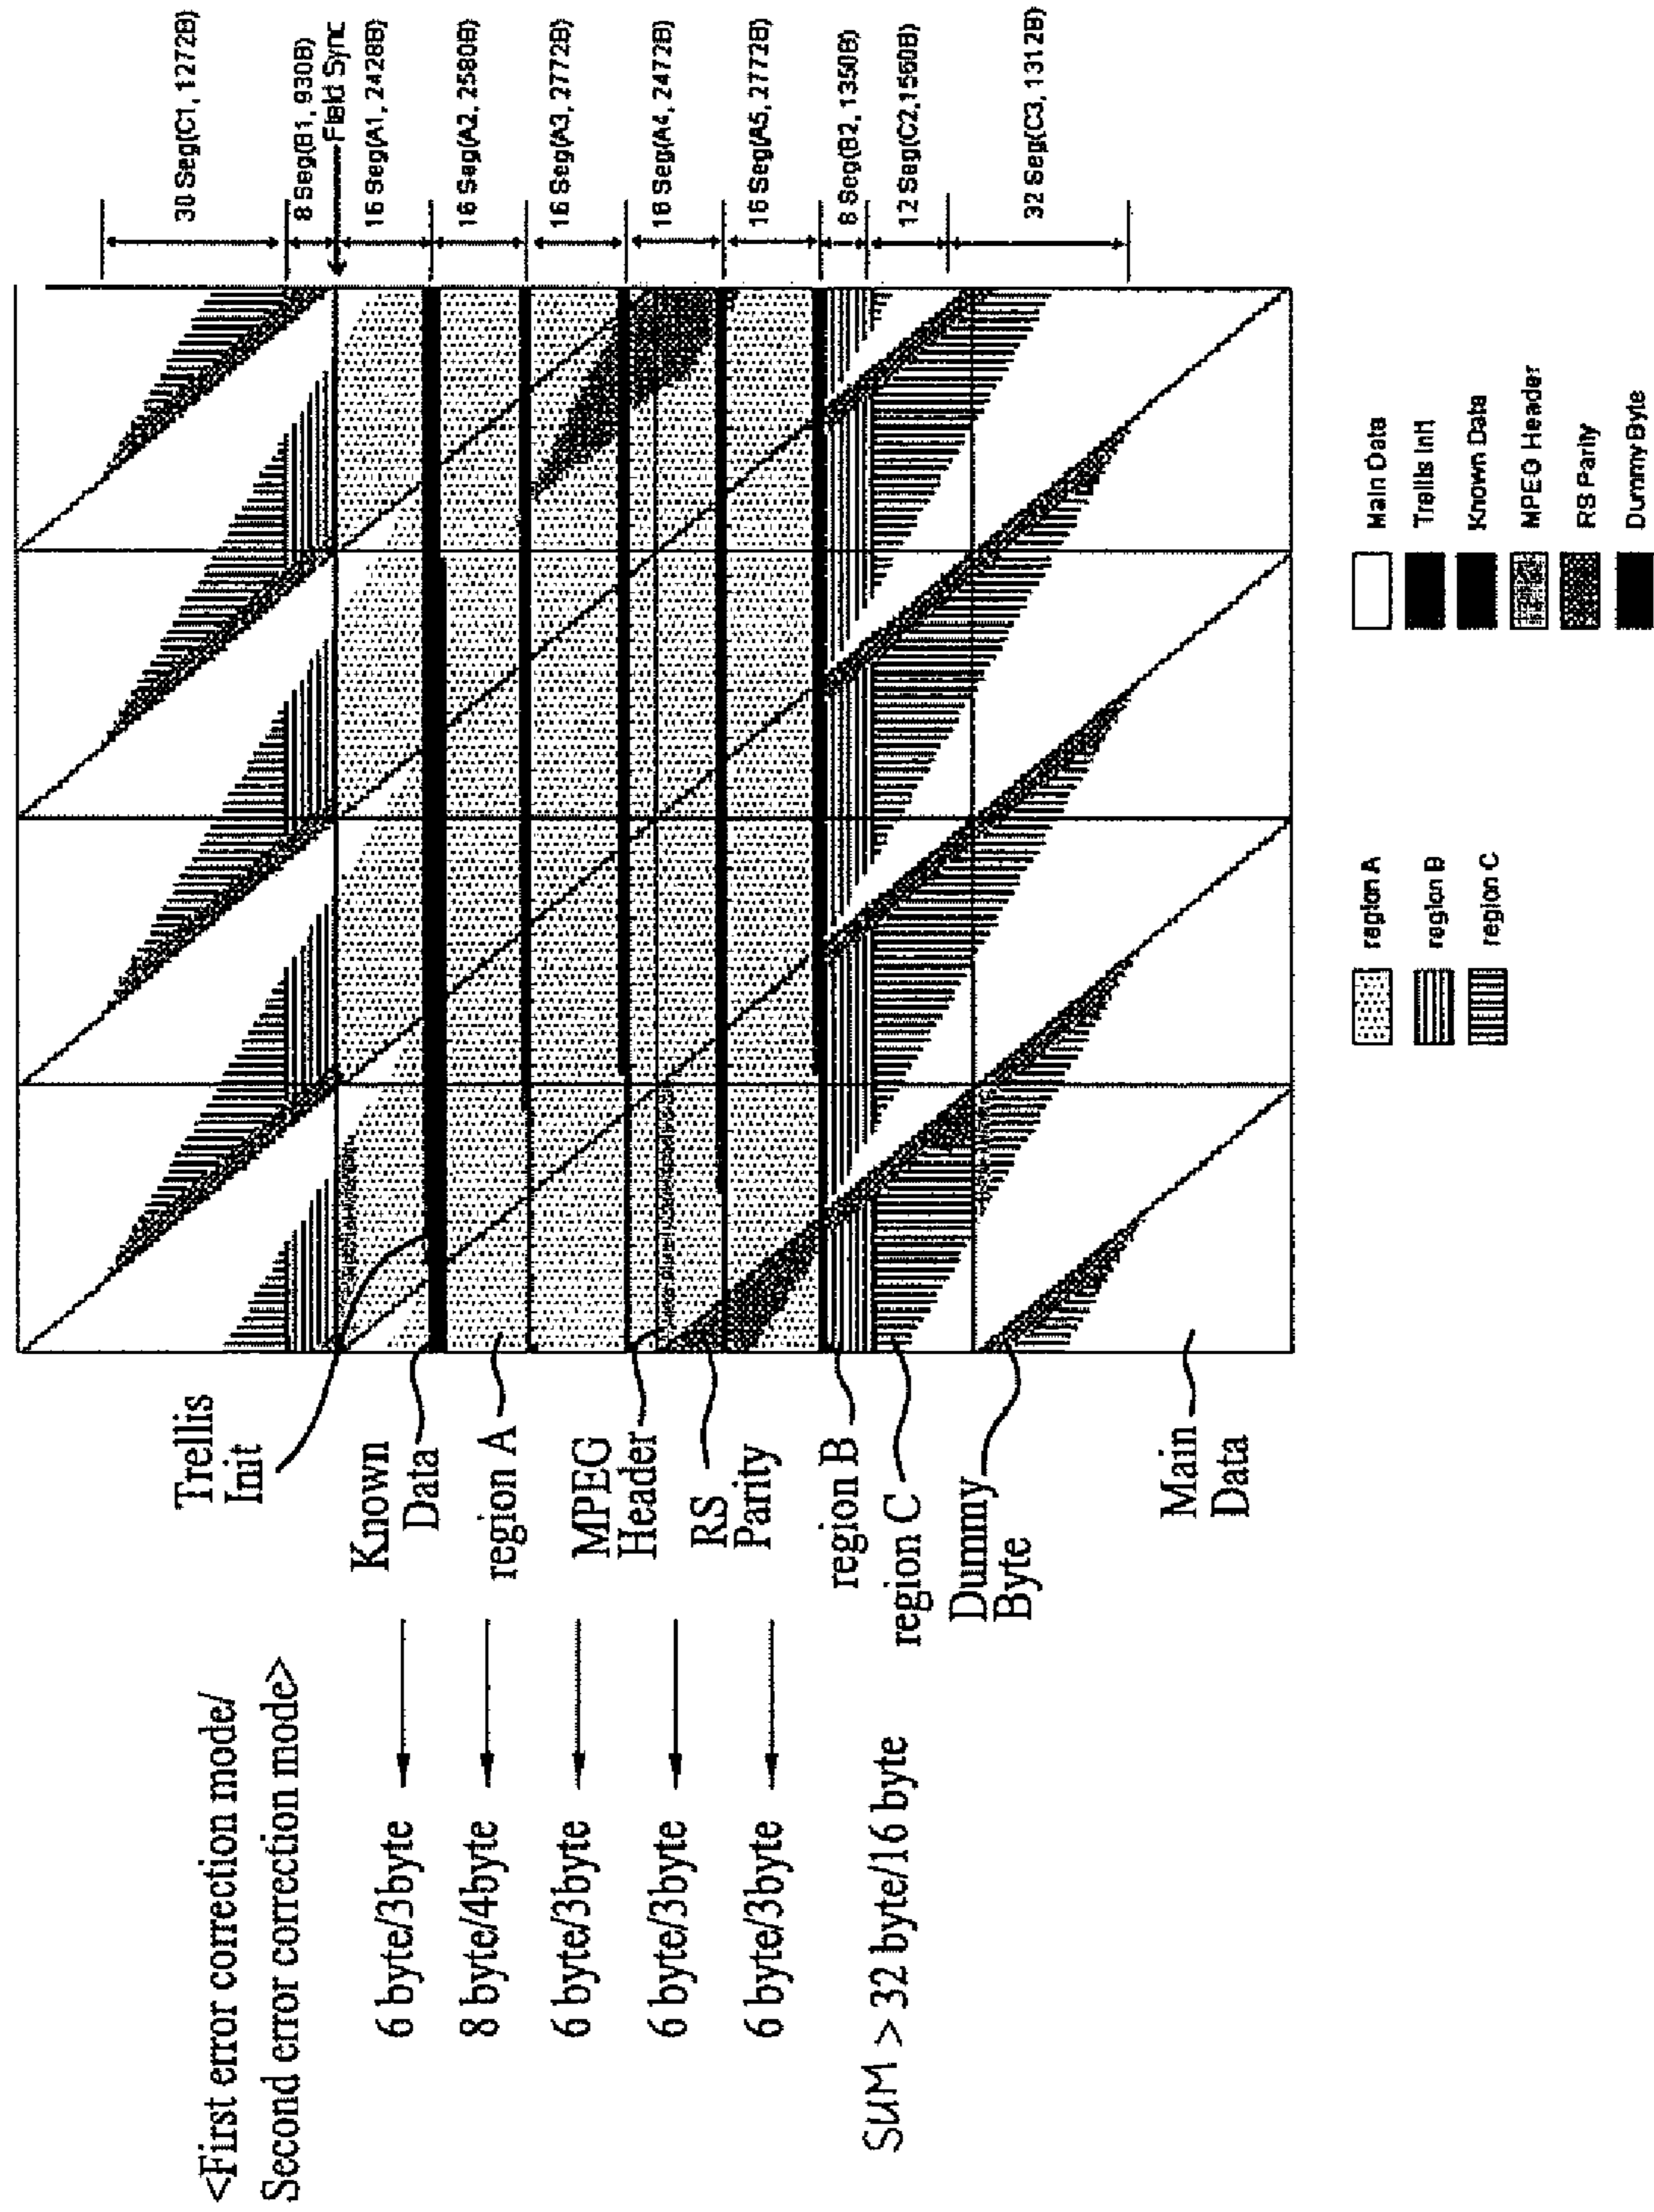 <First error correction mode/
Second error correction mode>
6 byte/3byte
8 byte/4byte
6 byte/3byte
6 byte/3byte
6 byte/3byte
SUM > 32 byte/16 byte
Trellis
Init
Known
Data
region A
MPEG
Header
RS
Parity
region B
region C
Dummy
Byte
Main
Data
30 Seg(C1, 1272B)
8 Seg(B1, 930B)
Field Sync
16 Seg(A1, 2428B)
16 Seg(A2, 2580B)
16 Seg(A3, 2772B)
16 Seg(A4, 2472B)
16 Seg(A5, 2772B)
8 Seg(B2, 1350B)
12 Seg(C2,1560B)
32 Seg(C3, 1312B)
region A
region B
region C
Main Data
Trellis Init
Known Data
MPEG Header
RS Parity
Dummy Byte